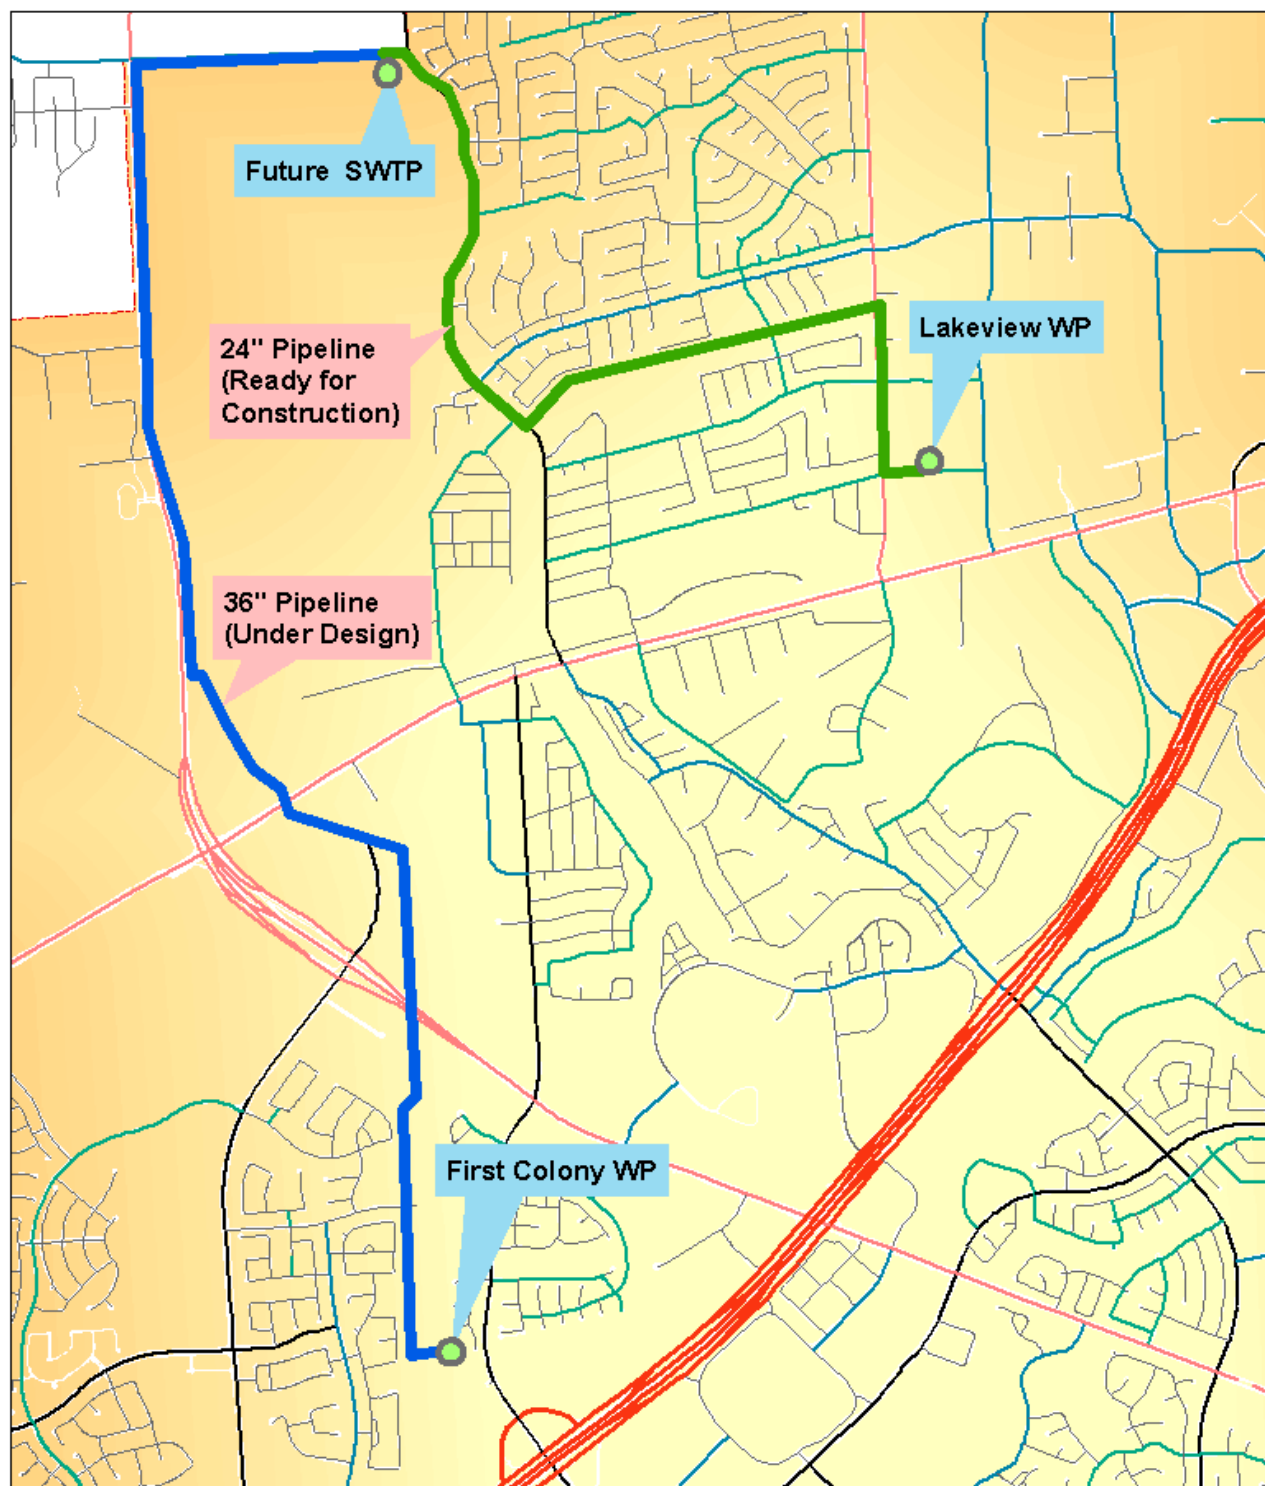 Future  SWTP
Lakeview WP
24" Pipeline
(Ready for
Construction)
36" Pipeline
(Under Design)
First Colony WP